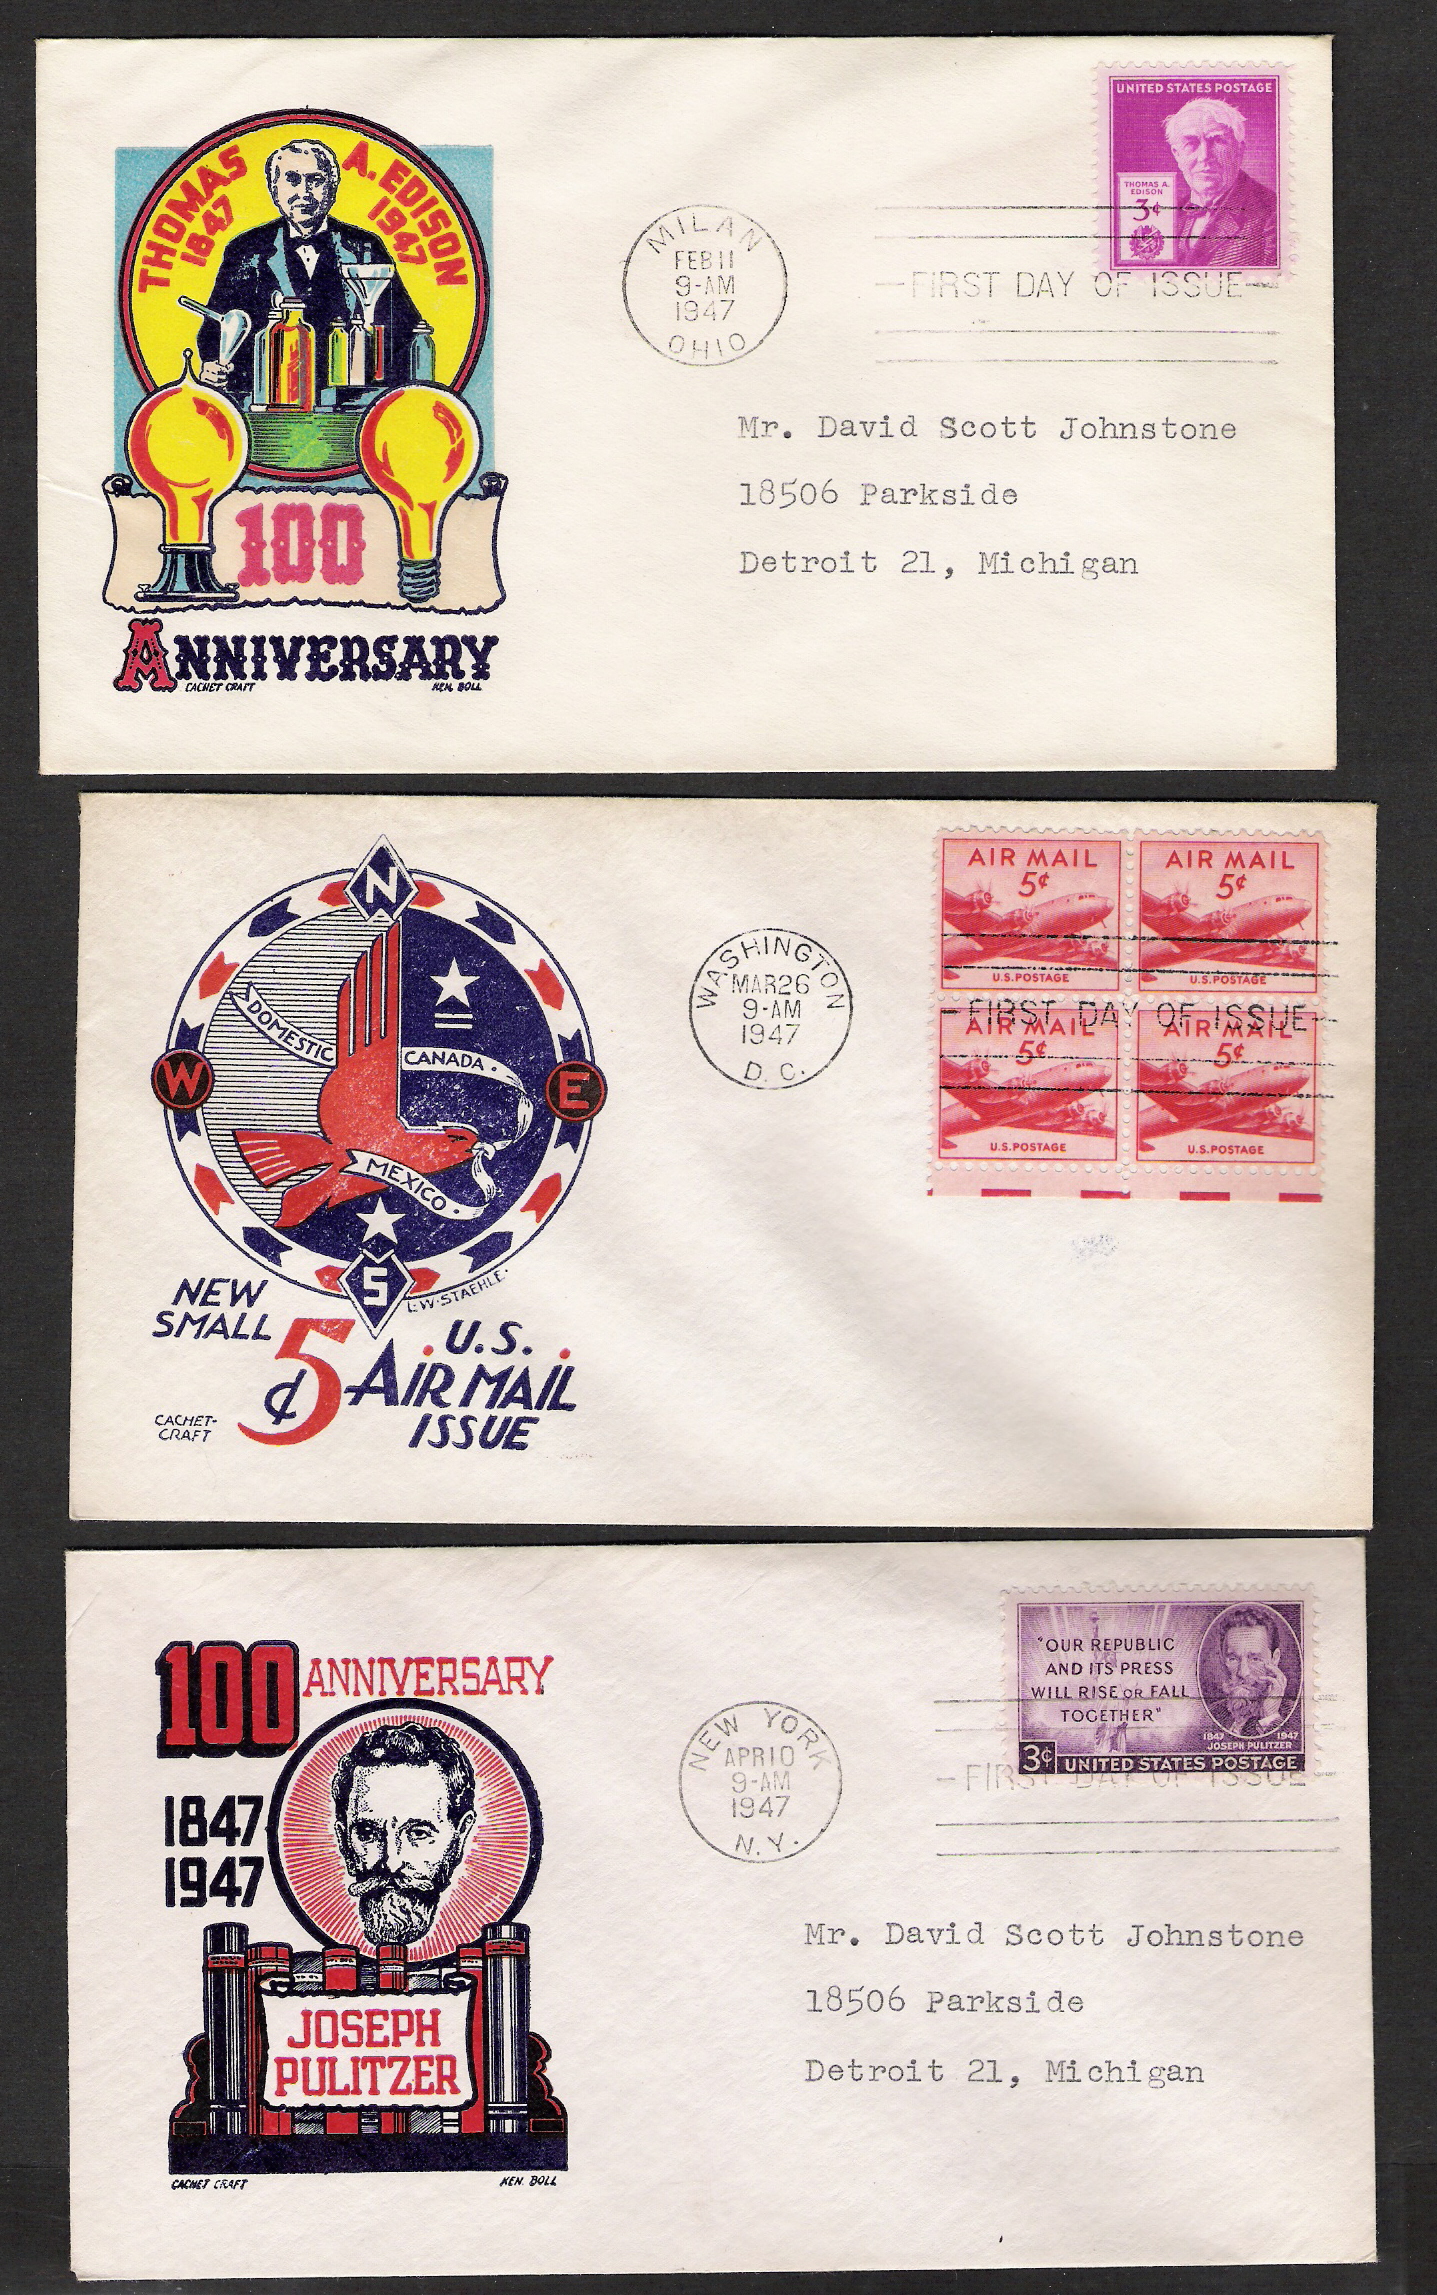 THOMAS A. EDISON
1847 1947
100
ANNIVERSARY
CACHET CRAFT KEN. BOLL
MILAN
FEB 11
9-AM
1947
OHIO
UNITED STATES POSTAGE
THOMAS A.
EDISON
3¢
FIRST DAY OF ISSUE
Mr. David Scott Johnstone
18506 Parkside
Detroit 21, Michigan
N
DOMESTIC
CANADA
W
E
MEXICO
S
L.W.STAEHLE.
NEW
SMALL
5¢
U.S.
AIR MAIL
ISSUE
CACHET-
CRAFT
WASHINGTON
MAR26
9-AM
1947
D.C.
AIR MAIL
5¢
U.S.POSTAGE
AIR MAIL
5¢
U.S.POSTAGE
FIRST DAY OF ISSUE
AIR MAIL
5¢
U.S.POSTAGE
AIR MAIL
5¢
U.S.POSTAGE
100 ANNIVERSARY
1847
1947
JOSEPH
PULITZER
CACHET CRAFT KEN. BOLL
NEW YORK
APR10
9-AM
1947
N.Y.
"OUR REPUBLIC
AND ITS PRESS
WILL RISE OR FALL
TOGETHER"
1847 1947
JOSEPH PULITZER
3¢ UNITED STATES POSTAGE
FIRST DAY OF ISSUE
Mr. David Scott Johnstone
18506 Parkside
Detroit 21, Michigan